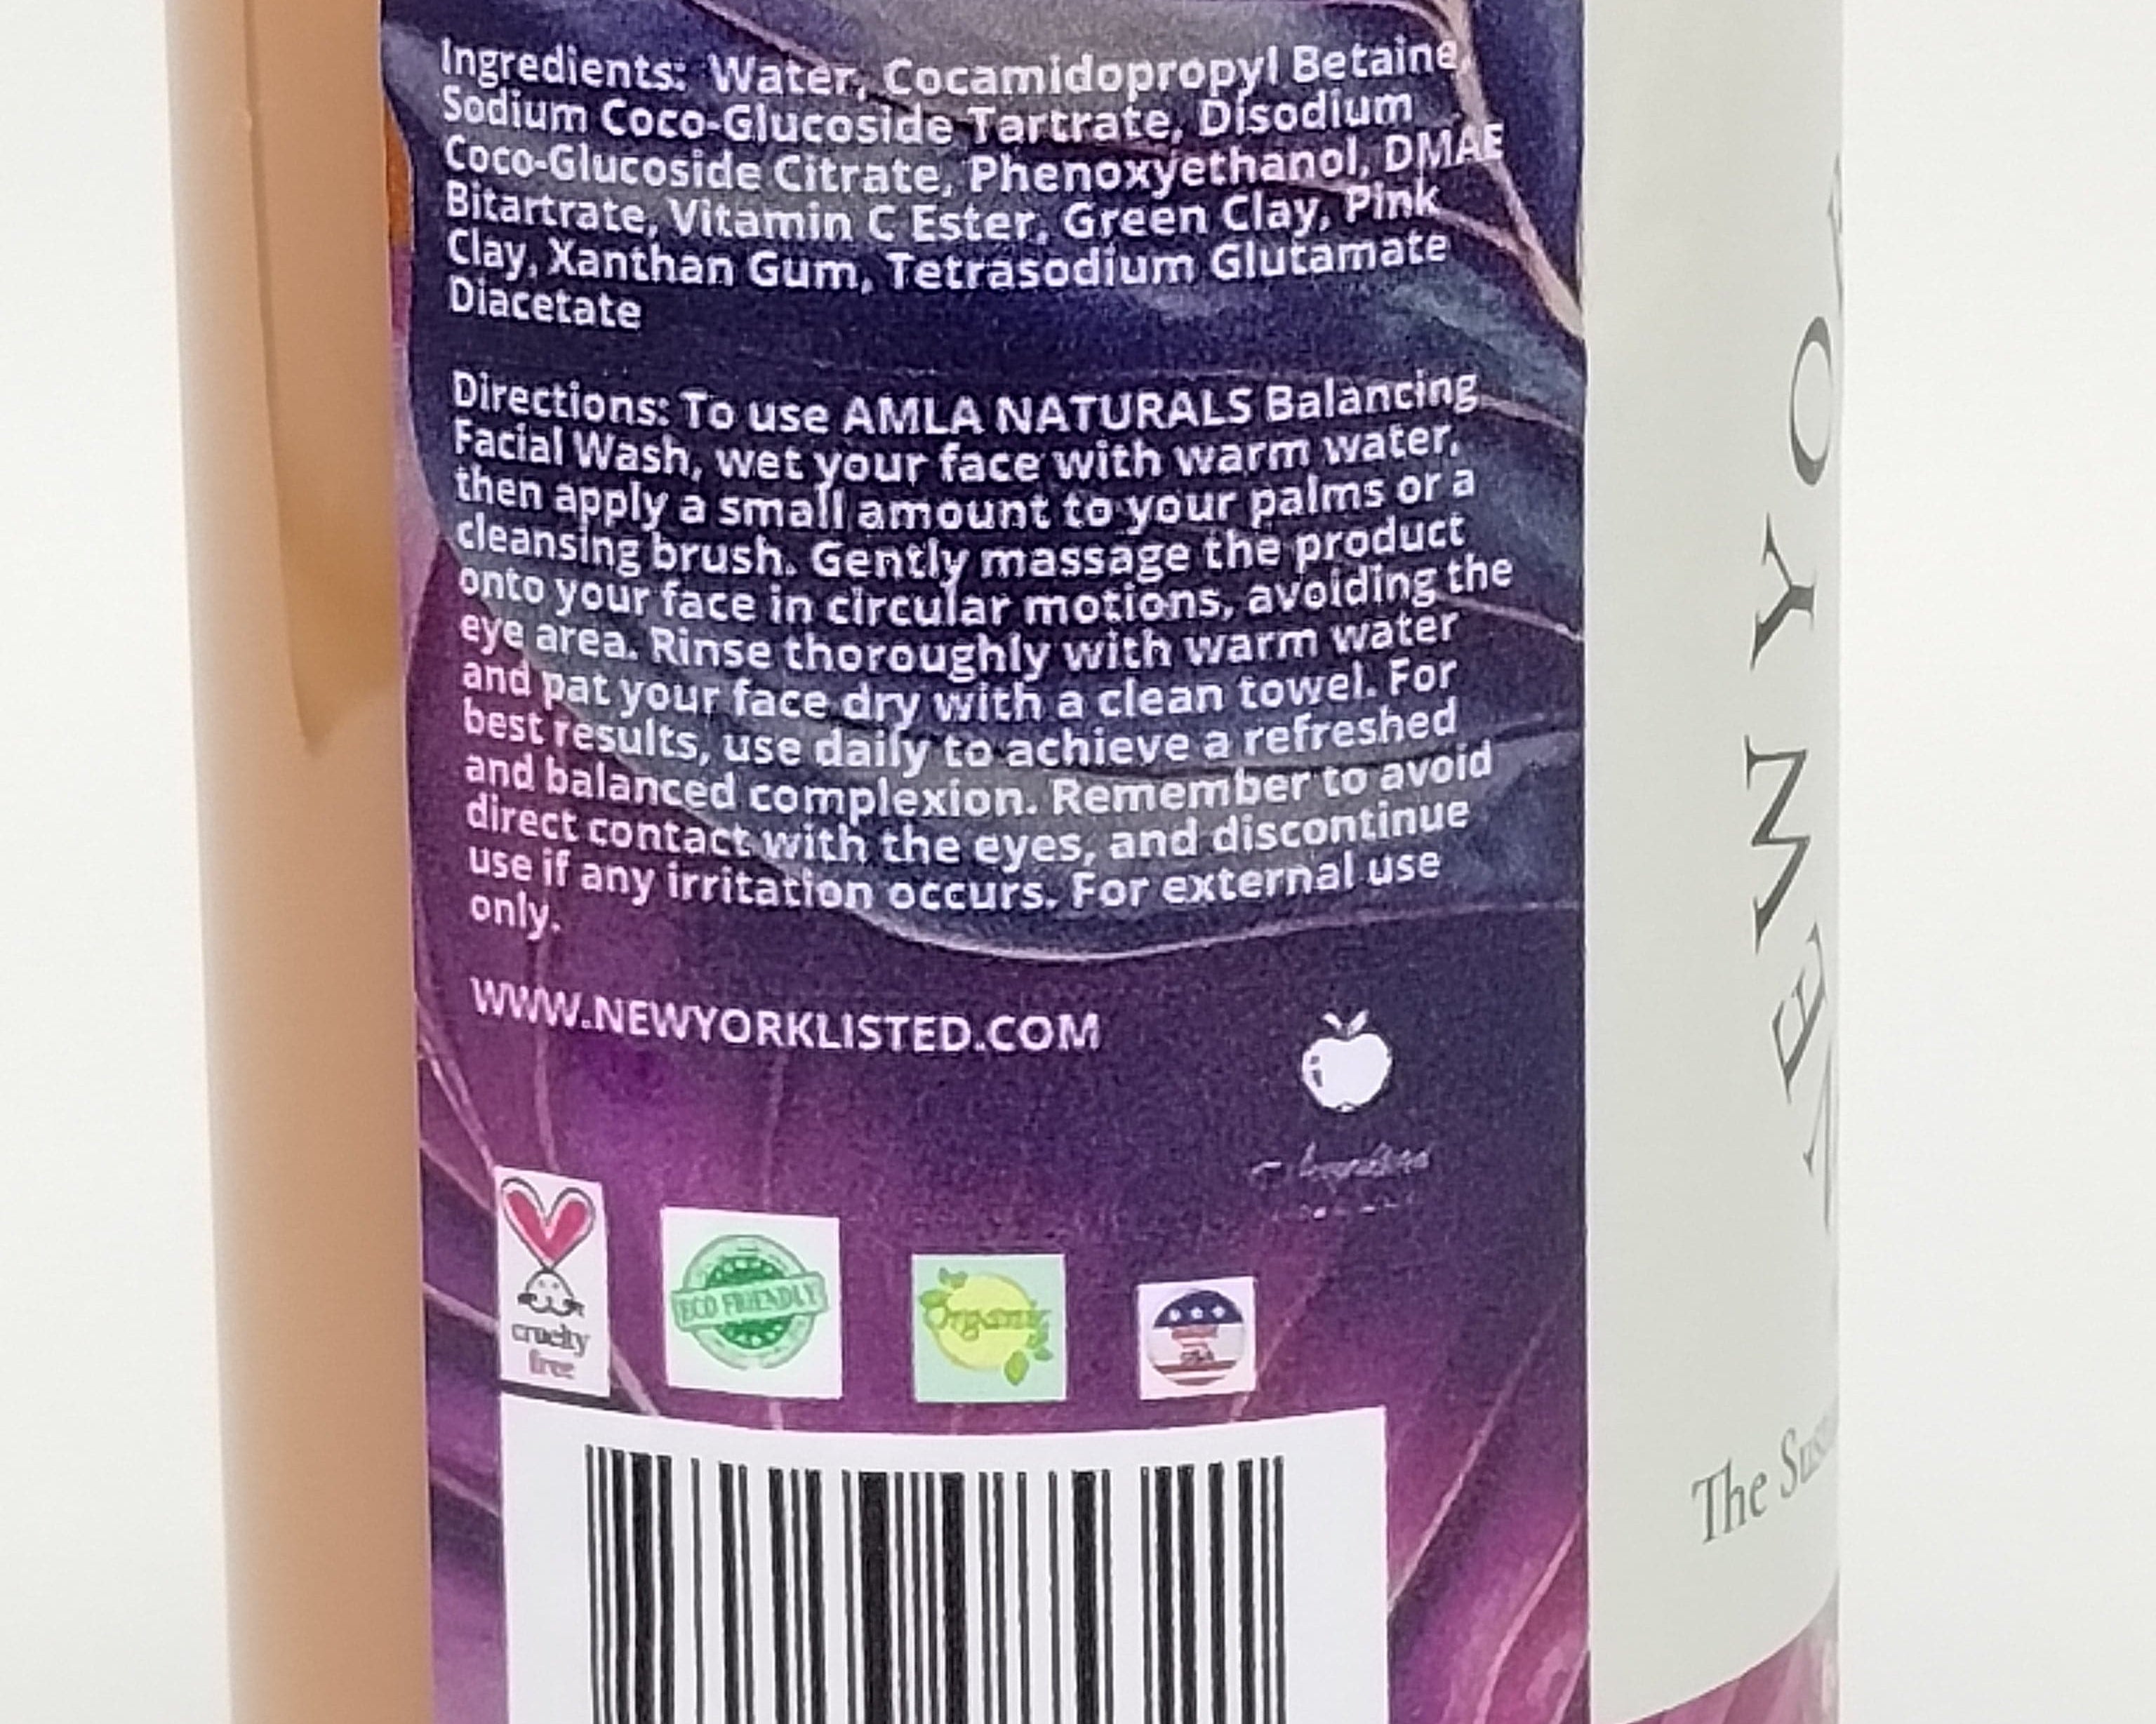 Ingredients: Water, Cocamidopropyl Betaine
Sodium Coco-Glucoside Tartrate, Disodium
Coco-Glucoside Citrate, Phenoxyethanol, DMAE
Bitartrate, Vitamin C Ester, Green Clay, Pink
Clay, Xanthan Gum, Tetrasodium Glutamate
Diacetate
Directions: To use AMLA NATURALS Balancing
Facial Wash, wet your face with warm water,
then apply a small amount to your palms or a
cleansing brush. Gently massage the product
onto your face in circular motions, avoiding the
eye area. Rinse thoroughly with warm water
and pat your face dry with a clean towel. For
best results, use daily to achieve a refreshed
and balanced complexion. Remember to avoid
direct contact with the eyes, and discontinue
use if any irritation occurs. For external use
only.
WWW.NEWYORKLISTED.COM
cruelty
free
ECO FRIENDLY
Organic
USA
NEW YO
The